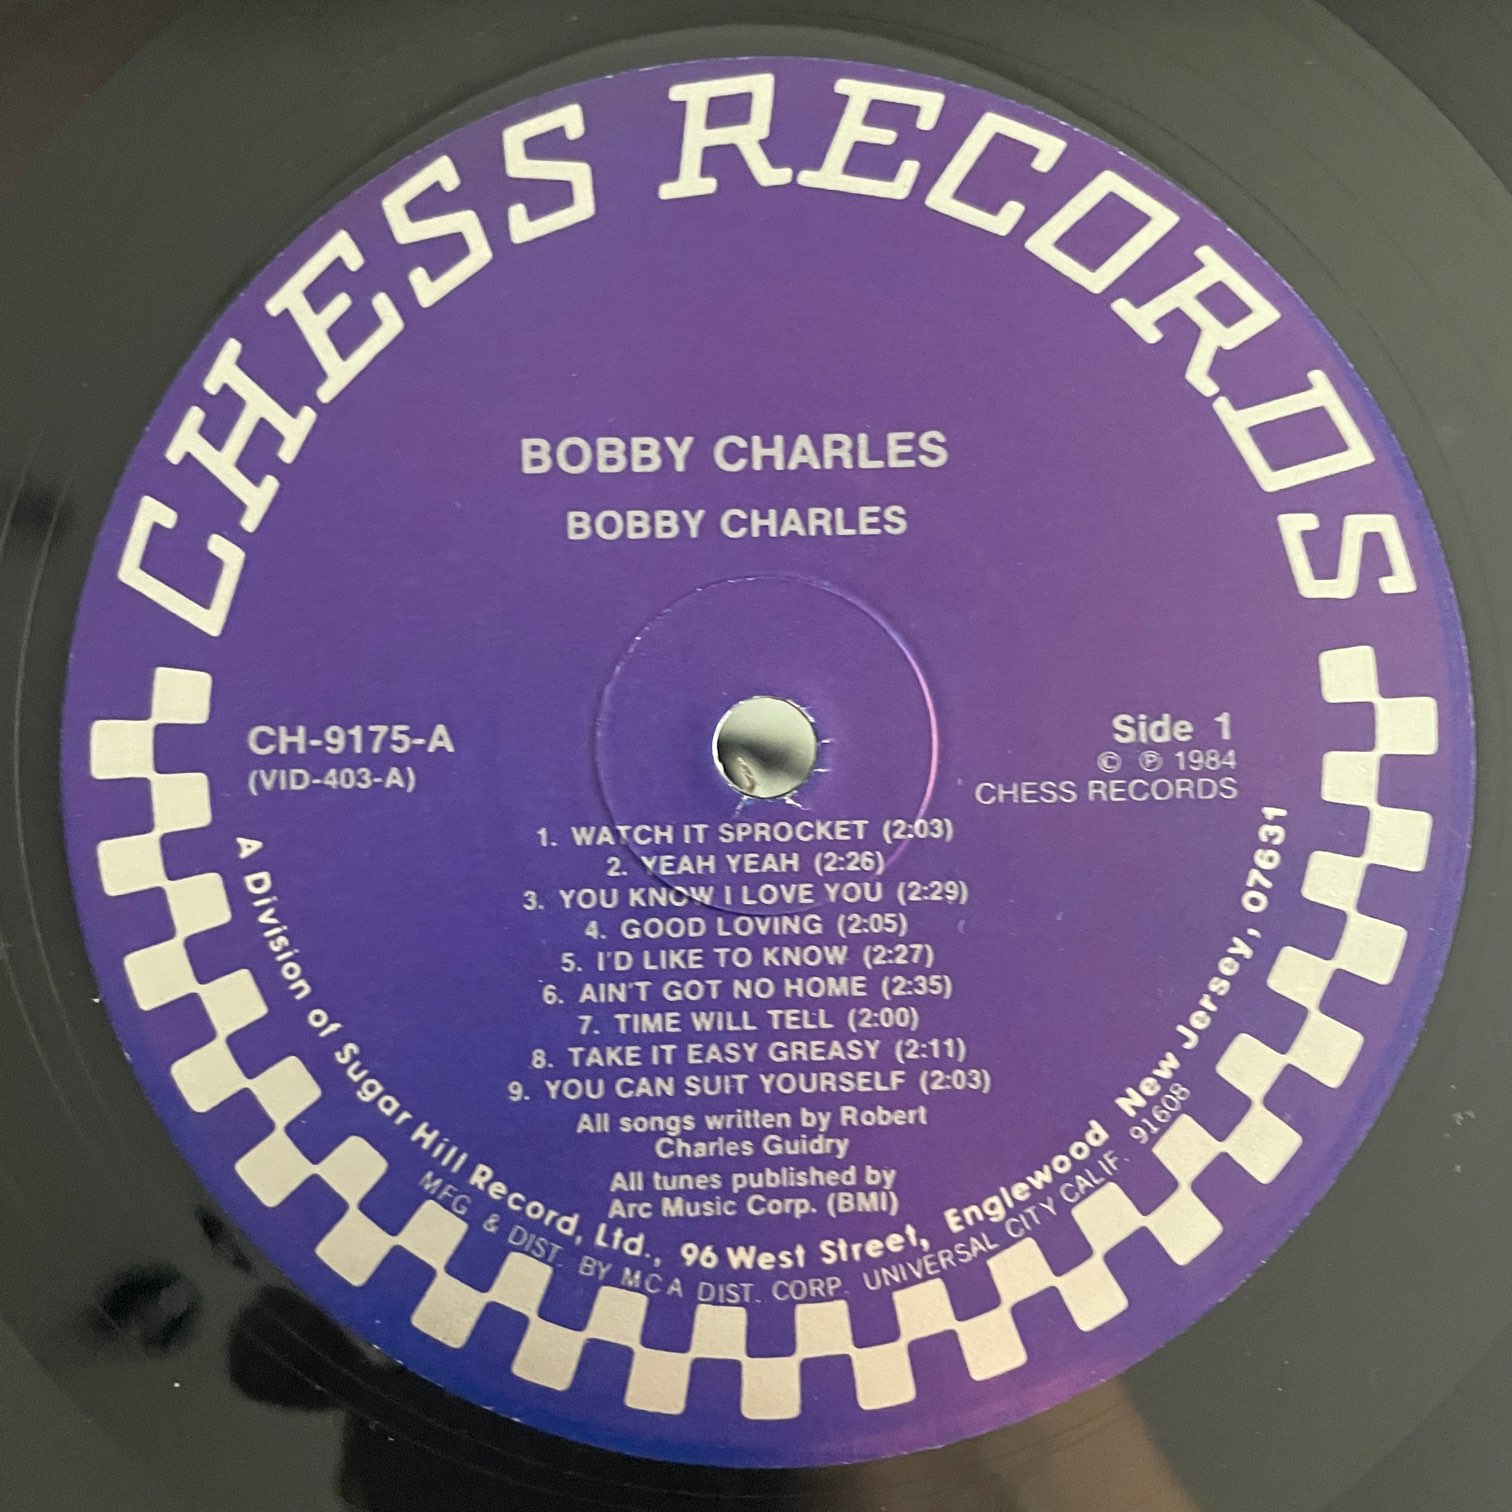 CHESS RECORDS
BOBBY CHARLES
BOBBY CHARLES
CH-9175-A
(VID-403-A)
Side 1
© ℗ 1984
CHESS RECORDS
1. WATCH IT SPROCKET (2:03)
2. YEAH YEAH (2:26)
3. YOU KNOW I LOVE YOU (2:29)
4. GOOD LOVING (2:05)
5. I'D LIKE TO KNOW (2:27)
6. AIN'T GOT NO HOME (2:35)
7. TIME WILL TELL (2:00)
8. TAKE IT EASY GREASY (2:11)
9. YOU CAN SUIT YOURSELF (2:03)
All songs written by Robert
Charles Guidry
All tunes published by
Arc Music Corp. (BMI)
A Division of Sugar Hill Record, Ltd., 96 West Street, Englewood New Jersey, 07631
MFG. & DIST. BY MCA DIST. CORP. UNIVERSAL CITY CALIF. 91608